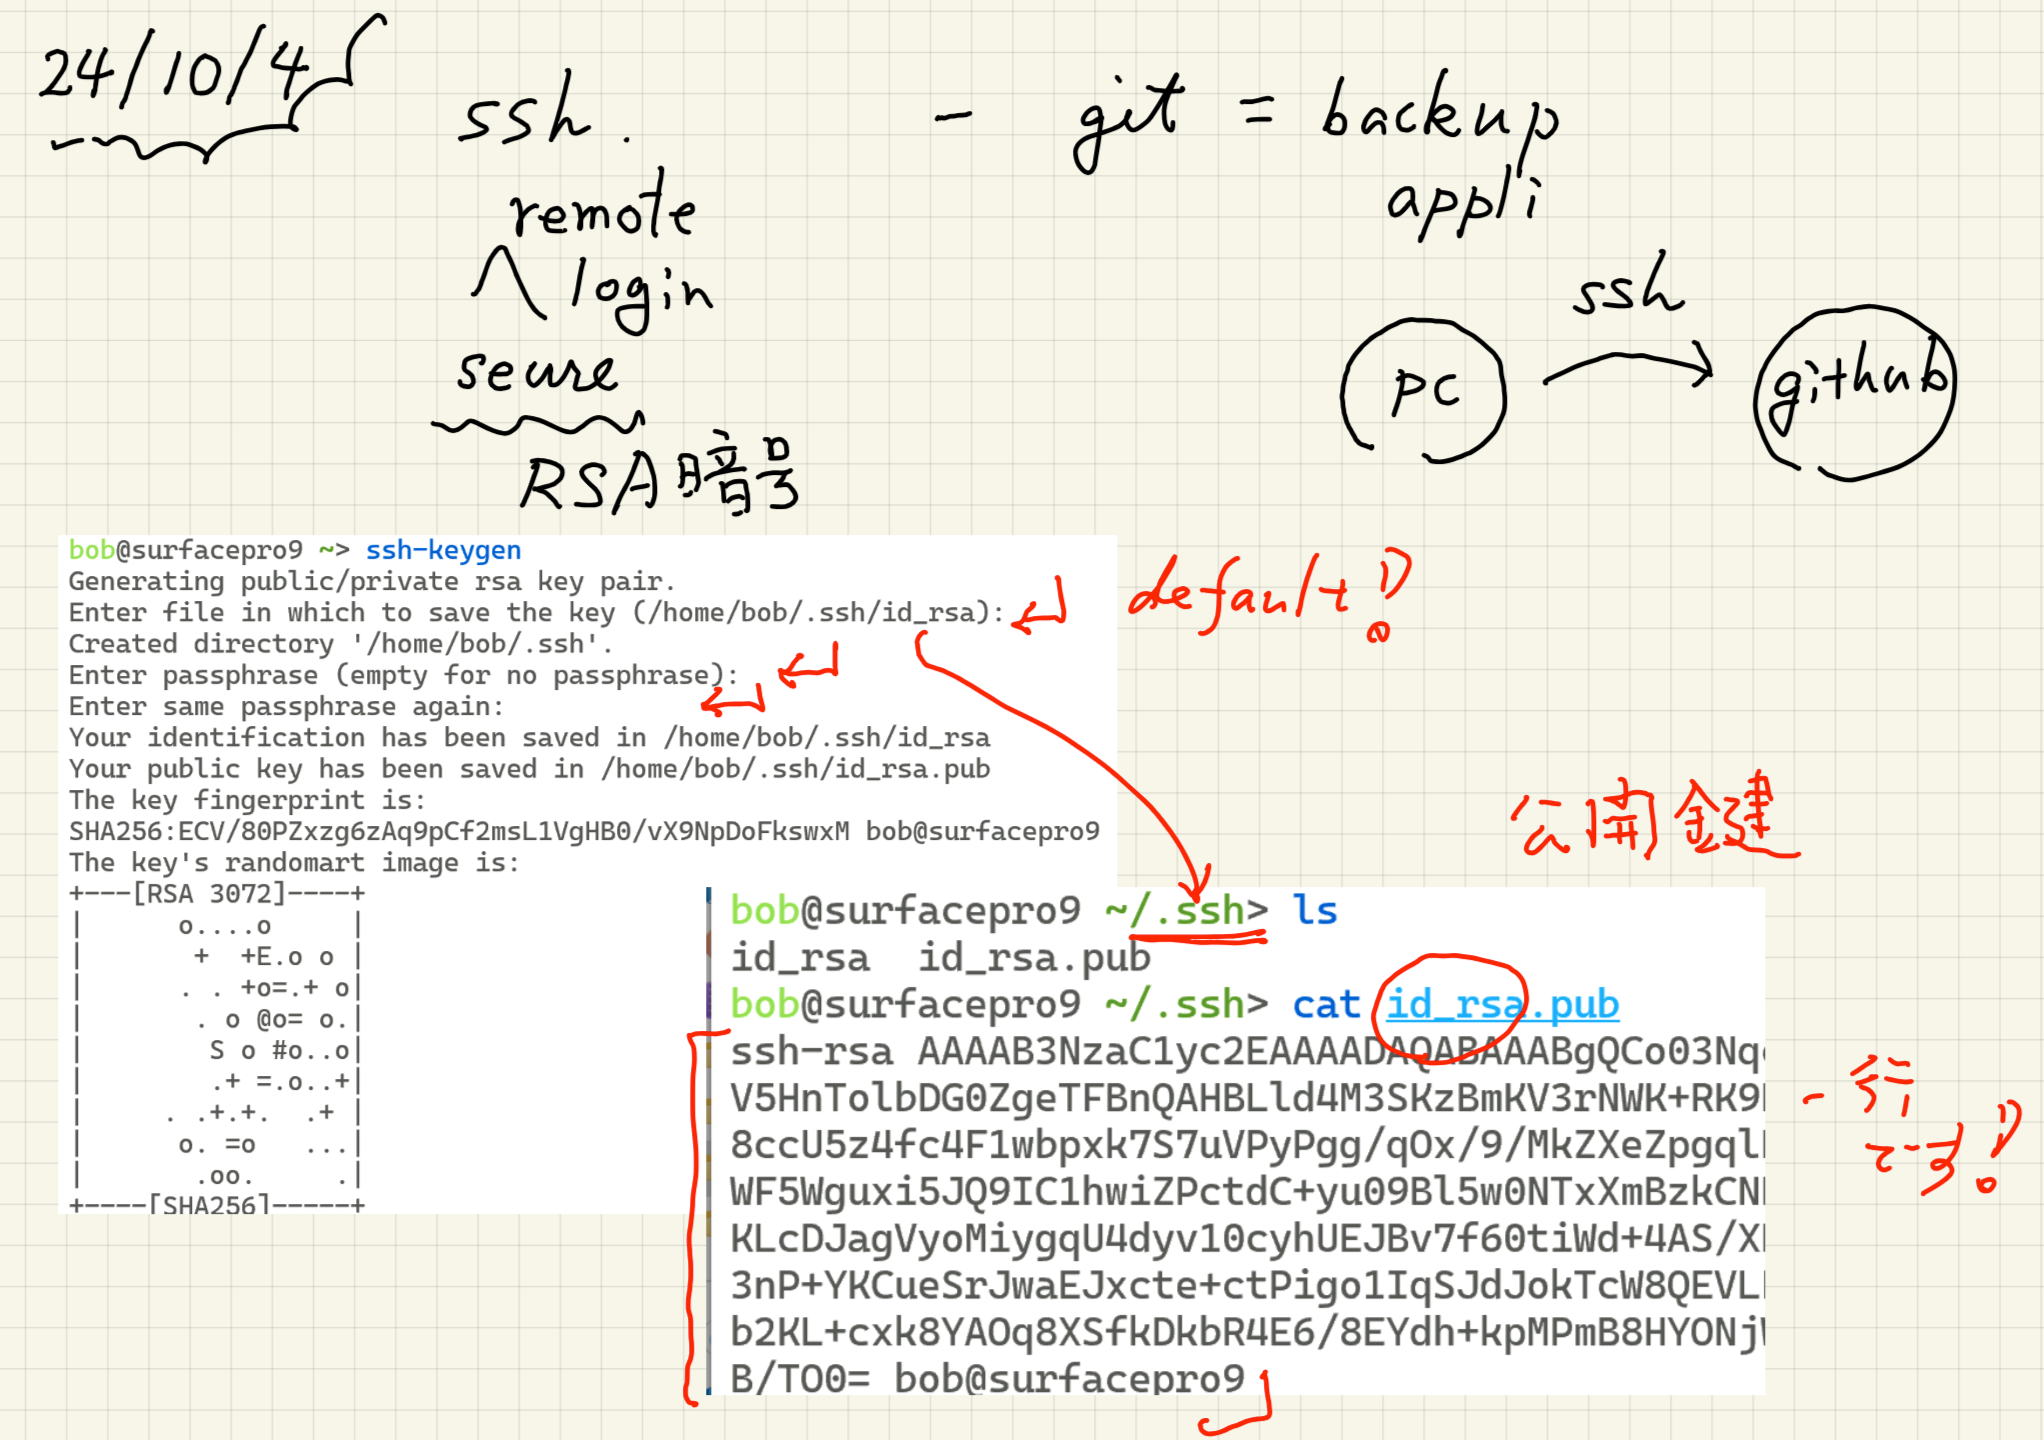 24/10/4
ssh.
remote
login
secure
RSA暗号
- git = backup
appli
ssh
PC
github
bob@surfacepro9 ~> ssh-keygen
Generating public/private rsa key pair.
Enter file in which to save the key (/home/bob/.ssh/id_rsa):
default!
Created directory '/home/bob/.ssh'.
Enter passphrase (empty for no passphrase):
Enter same passphrase again:
Your identification has been saved in /home/bob/.ssh/id_rsa
Your public key has been saved in /home/bob/.ssh/id_rsa.pub
The key fingerprint is:
SHA256:ECV/80PZxzg6zAq9pCf2msL1VgHB0/vX9NpDoFkswxM bob@surfacepro9
The key's randomart image is:
+---[RSA 3072]----+
|      o....o     |
|       +  +E.o o |
|      . . +o=.+ o|
|       . o @o= o.|
|        S o #o..o|
|        .+ =.o..+|
|     . .+.+.  .+ |
|      o. =o   ...|
|       .oo.     .|
+----[SHA256]-----+
公開鍵
bob@surfacepro9 ~/.ssh> ls
id_rsa  id_rsa.pub
bob@surfacepro9 ~/.ssh> cat id_rsa.pub
ssh-rsa AAAAB3NzaC1yc2EAAAADAQABAAABgQCo03Nq
V5HnTolbDG0ZgeTFBnQAHBLld4M3SKzBmKV3rNWK+RK9
8ccU5z4fc4F1wbpxk7S7uVPyPgg/qOx/9/MkZXeZpgql
WF5Wguxi5JQ9IC1hwiZPctdC+yu09Bl5w0NTxXmBzkCN
KLcDJagVyoMiygqU4dyv10cyhUEJBv7f60tiWd+4AS/X
3nP+YKCueSrJwaEJxcte+ctPigo1IqSJdJokTcW8QEVL
b2KL+cxk8YAOq8XSfkDkbR4E6/8EYdh+kpMPmB8HYONj
B/TO0= bob@surfacepro9
一行
です!